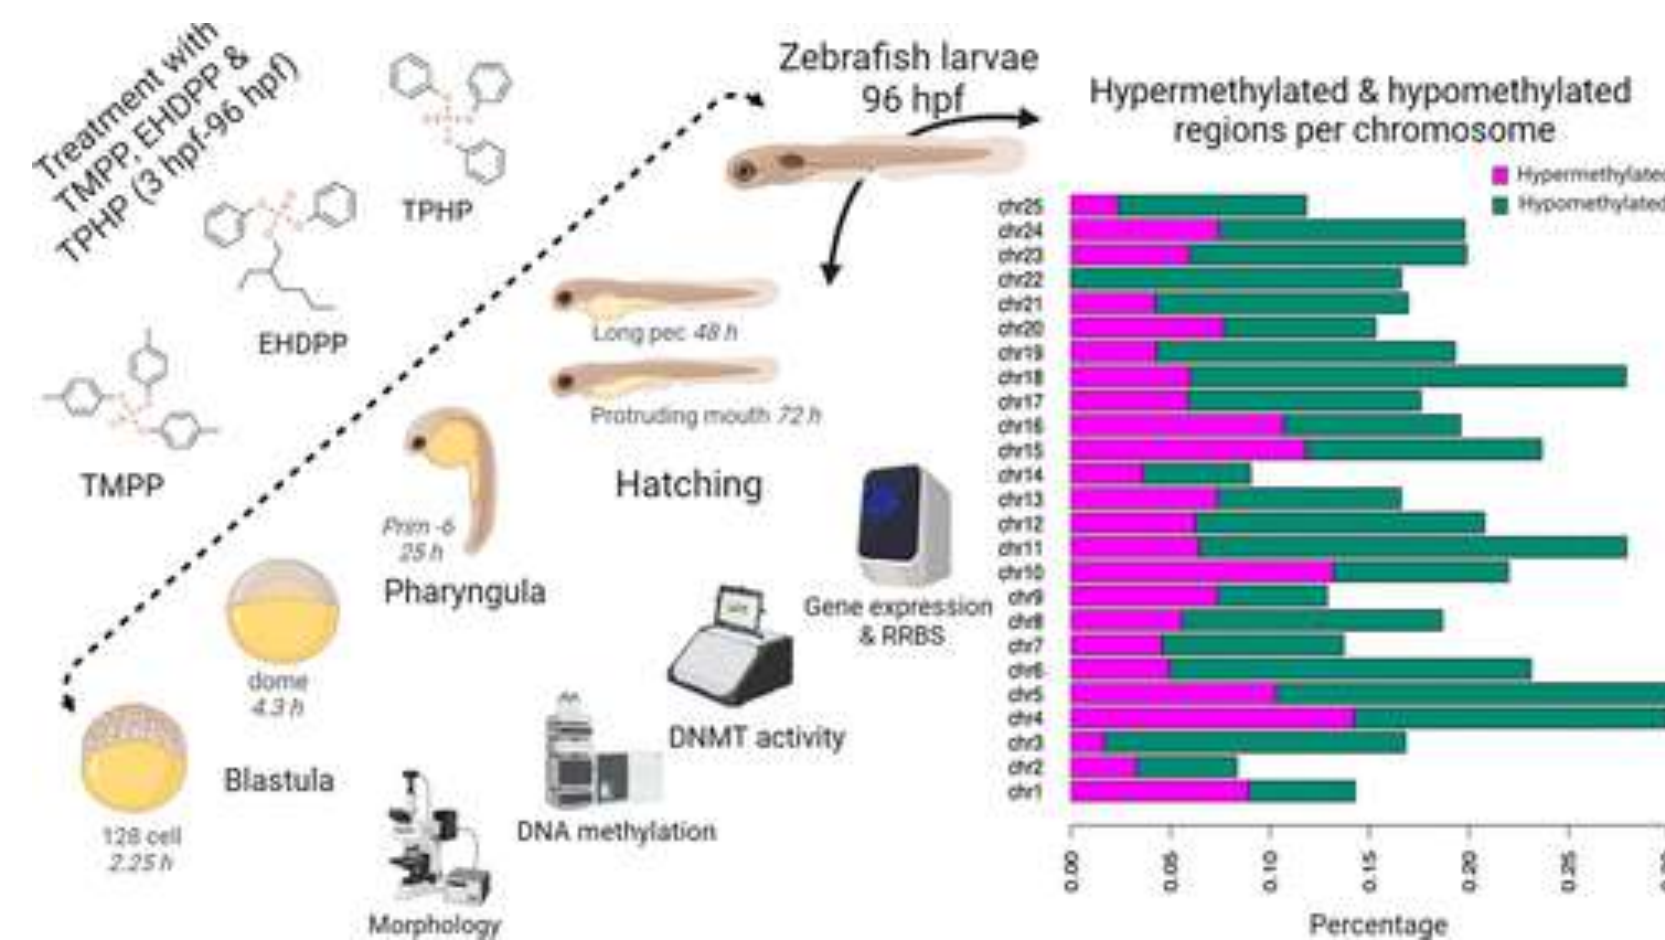 Treatment with
TMPP, EHDPP &
TPHP (3 hpf-96 hpf)
TPHP
EHDPP
TMPP
Zebrafish larvae
96 hpf
Long pec 48 h
Protruding mouth 72 h
Hatching
Prim -6
25 h
Pharyngula
dome
4.3 h
Blastula
128 cell
2.25 h
Morphology
DNA methylation
DNMT activity
Gene expression
& RRBS
Hypermethylated & hypomethylated
regions per chromosome
Hypermethylated
Hypomethylated
chr25
chr24
chr23
chr22
chr21
chr20
chr19
chr18
chr17
chr16
chr15
chr14
chr13
chr12
chr11
chr10
chr9
chr8
chr7
chr6
chr5
chr4
chr3
chr2
chr1
0.00
0.05
0.10
0.15
0.20
0.25
Percentage